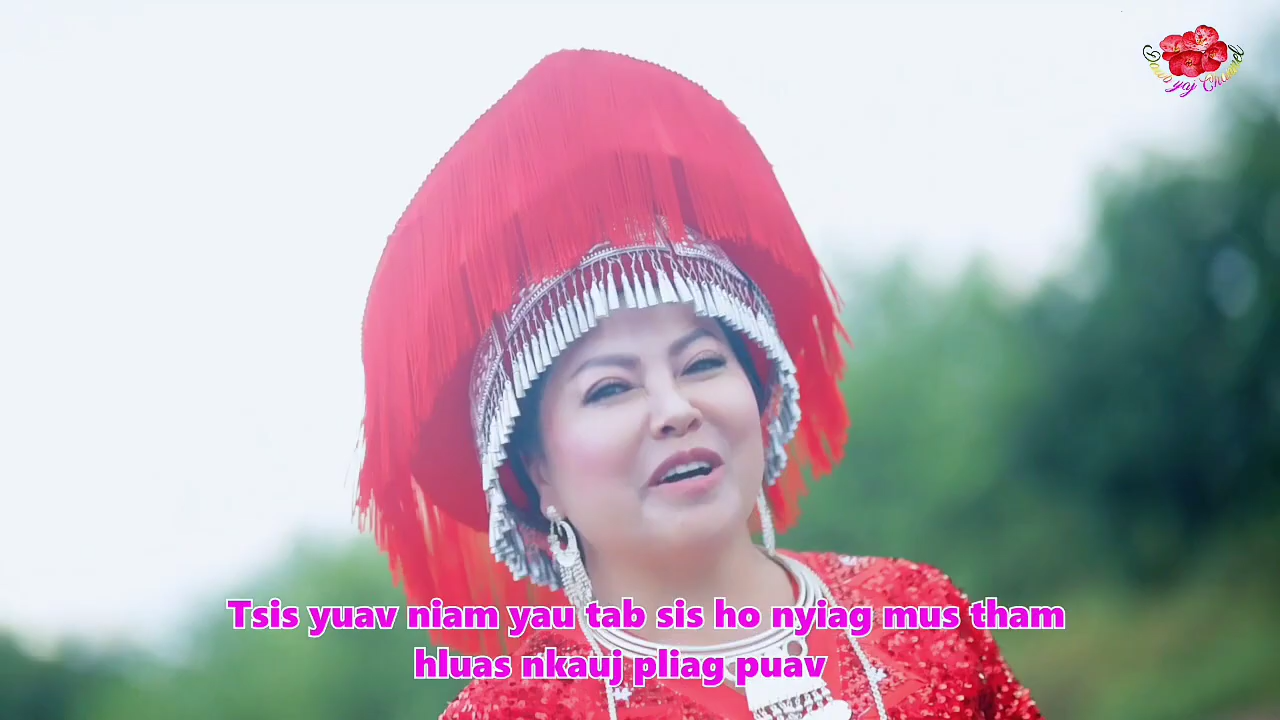 Tsis yuav niam yau tab sis ho nyiag mus tham
hluas nkauj pliag puav